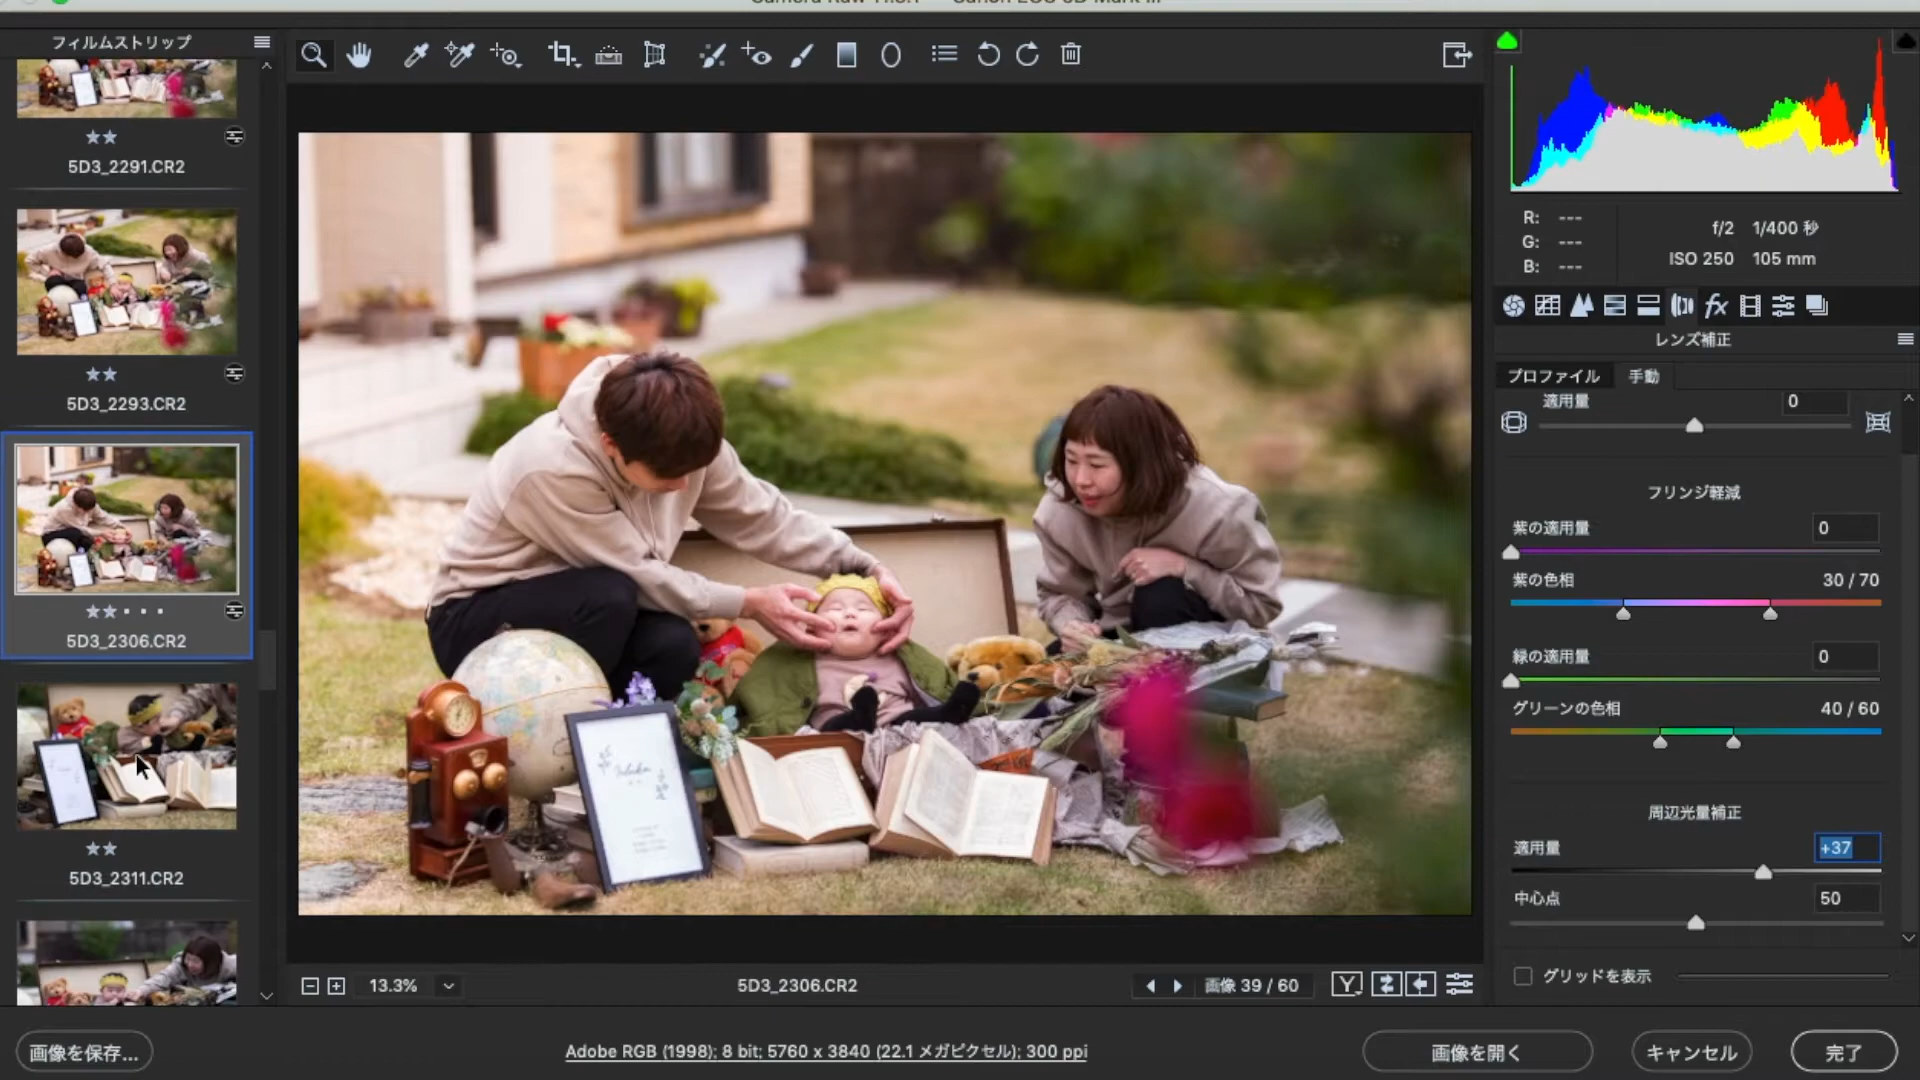 フィルムストリップ
5D3_2291.CR2
5D3_2293.CR2
5D3_2306.CR2
5D3_2311.CR2
13.3%
5D3_2306.CR2
画像 39 / 60
Y
R: ---
G: ---
B: ---
f/2 1/400 秒
ISO 250 105 mm
fx
レンズ補正
プロファイル 手動
適用量 0
フリンジ軽減
紫の適用量 0
紫の色相 30 / 70
緑の適用量 0
グリーンの色相 40 / 60
周辺光量補正
適用量 +37
中心点 50
グリッドを表示
画像を保存...
Adobe RGB (1998); 8 bit; 5760 x 3840 (22.1 メガピクセル); 300 ppi
画像を開く
キャンセル
完了